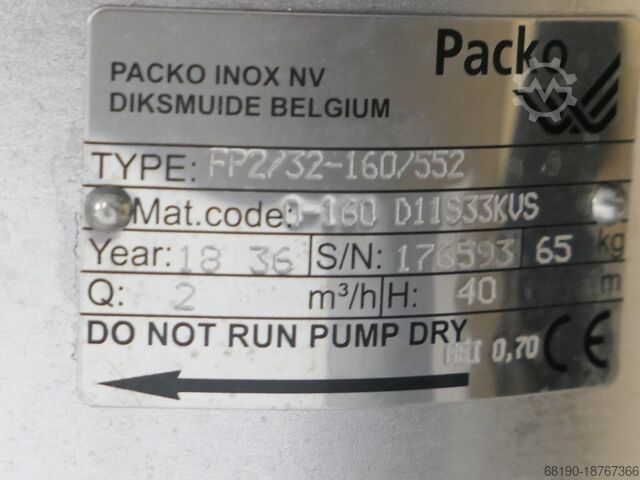 Packo
PACKO INOX NV
DIKSMUIDE BELGIUM
TYPE: FP2/32-160/552
Mat.code: 0-160 D11S33KVS
Year: 18 36 S/N: 176593 65 kg
Q: 2 m³/h H: 40 m
DO NOT RUN PUMP DRY
MEI 0,70 CE
68190-18767366